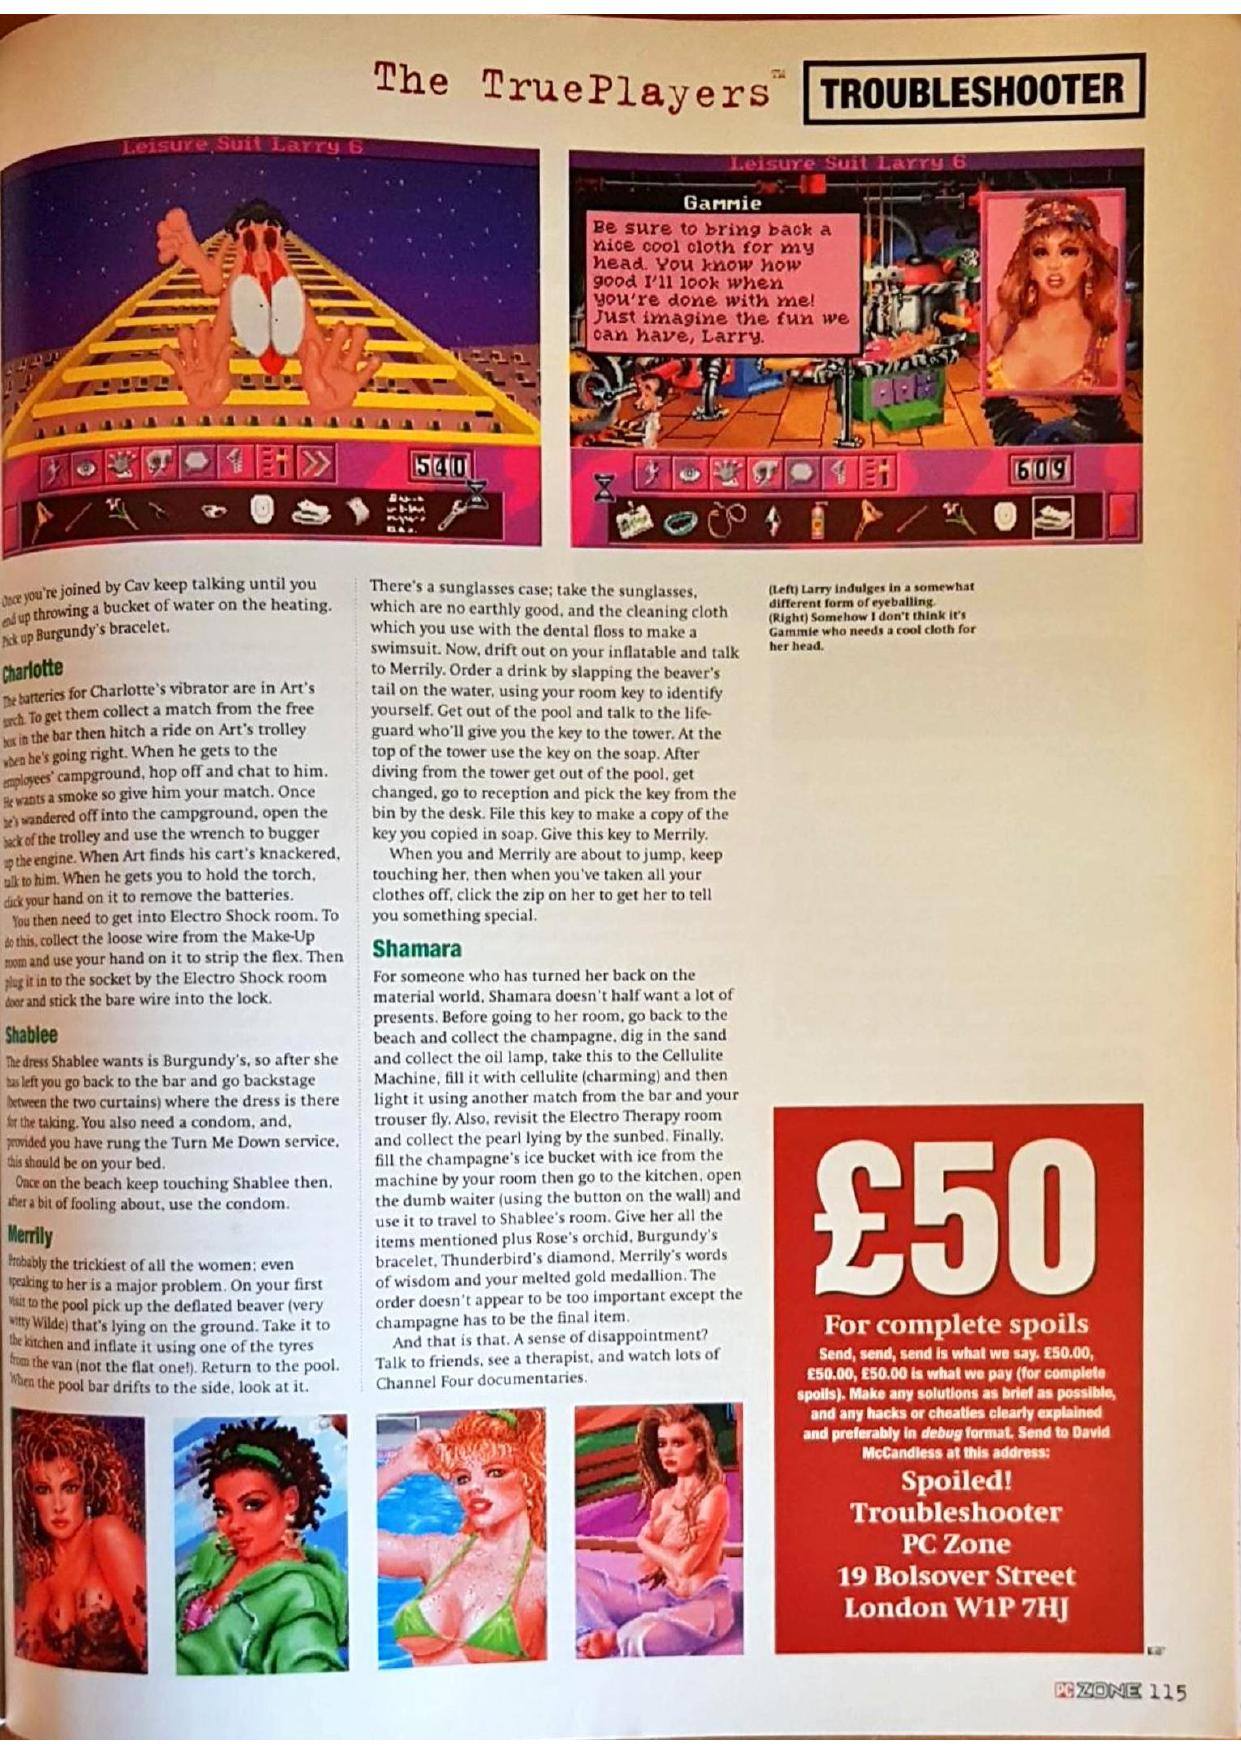 The TruePlayers™
TROUBLESHOOTER
Leisure Suit Larry 6
540
Leisure Suit Larry 6
Gammie
Be sure to bring back a
nice cool cloth for my
head. You know how
good I'll look when
you're done with me!
Just imagine the fun we
can have, Larry.
609
Once you're joined by Cav keep talking until you
end up throwing a bucket of water on the heating.
Pick up Burgundy's bracelet.
Charlotte
The batteries for Charlotte's vibrator are in Art's
torch. To get them collect a match from the free
box in the bar then hitch a ride on Art's trolley
when he's going right. When he gets to the
employees' campground, hop off and chat to him.
He wants a smoke so give him your match. Once
he's wandered off into the campground, open the
back of the trolley and use the wrench to bugger
up the engine. When Art finds his cart's knackered,
talk to him. When he gets you to hold the torch,
click your hand on it to remove the batteries.
You then need to get into Electro Shock room. To
do this, collect the loose wire from the Make-Up
room and use your hand on it to strip the flex. Then
plug it in to the socket by the Electro Shock room
door and stick the bare wire into the lock.
Shablee
The dress Shablee wants is Burgundy's, so after she
has left you go back to the bar and go backstage
(between the two curtains) where the dress is there
for the taking. You also need a condom, and,
provided you have rung the Turn Me Down service,
this should be on your bed.
Once on the beach keep touching Shablee then,
after a bit of fooling about, use the condom.
Merrily
Probably the trickiest of all the women; even
speaking to her is a major problem. On your first
visit to the pool pick up the deflated beaver (very
witty Wilde) that's lying on the ground. Take it to
the kitchen and inflate it using one of the tyres
from the van (not the flat one!). Return to the pool.
When the pool bar drifts to the side, look at it.
There's a sunglasses case; take the sunglasses,
which are no earthly good, and the cleaning cloth
which you use with the dental floss to make a
swimsuit. Now, drift out on your inflatable and talk
to Merrily. Order a drink by slapping the beaver's
tail on the water, using your room key to identify
yourself. Get out of the pool and talk to the life-
guard who'll give you the key to the tower. At the
top of the tower use the key on the soap. After
diving from the tower get out of the pool, get
changed, go to reception and pick the key from the
bin by the desk. File this key to make a copy of the
key you copied in soap. Give this key to Merrily.
When you and Merrily are about to jump, keep
touching her, then when you've taken all your
clothes off, click the zip on her to get her to tell
you something special.
Shamara
For someone who has turned her back on the
material world, Shamara doesn't half want a lot of
presents. Before going to her room, go back to the
beach and collect the champagne, dig in the sand
and collect the oil lamp, take this to the Cellulite
Machine, fill it with cellulite (charming) and then
light it using another match from the bar and your
trouser fly. Also, revisit the Electro Therapy room
and collect the pearl lying by the sunbed. Finally,
fill the champagne's ice bucket with ice from the
machine by your room then go to the kitchen, open
the dumb waiter (using the button on the wall) and
use it to travel to Shablee's room. Give her all the
items mentioned plus Rose's orchid, Burgundy's
bracelet, Thunderbird's diamond, Merrily's words
of wisdom and your melted gold medallion. The
order doesn't appear to be too important except the
champagne has to be the final item.
And that is that. A sense of disappointment?
Talk to friends, see a therapist, and watch lots of
Channel Four documentaries.
(Left) Larry indulges in a somewhat
different form of eyeballing.
(Right) Somehow I don't think it's
Gammie who needs a cool cloth for
her head.
£50
For complete spoils
Send, send, send is what we say. £50.00,
£50.00, £50.00 is what we pay (for complete
spoils). Make any solutions as brief as possible,
and any hacks or cheaties clearly explained
and preferably in debug format. Send to David
McCandless at this address:
Spoiled!
Troubleshooter
PC Zone
19 Bolsover Street
London W1P 7HJ
PC ZONE 115